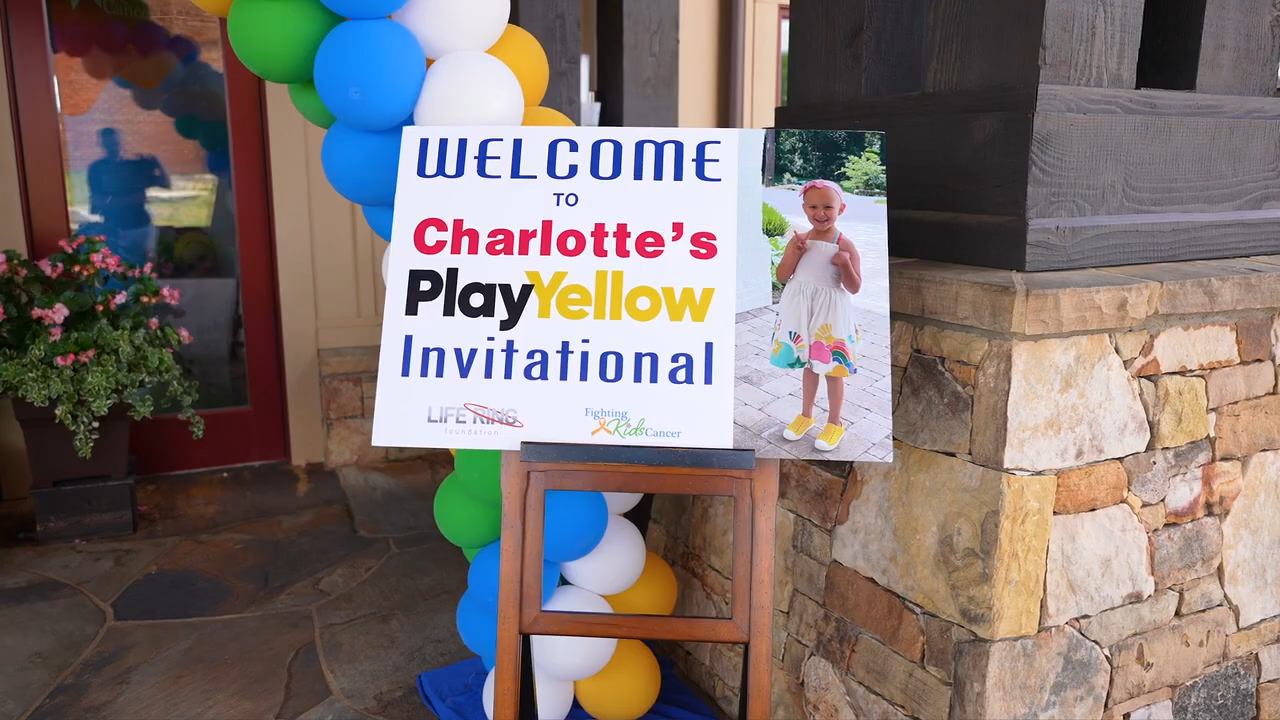 WELCOME
TO
Charlotte's
PlayYellow
Invitational
LIFE RING
foundation
Fighting
Kids Cancer